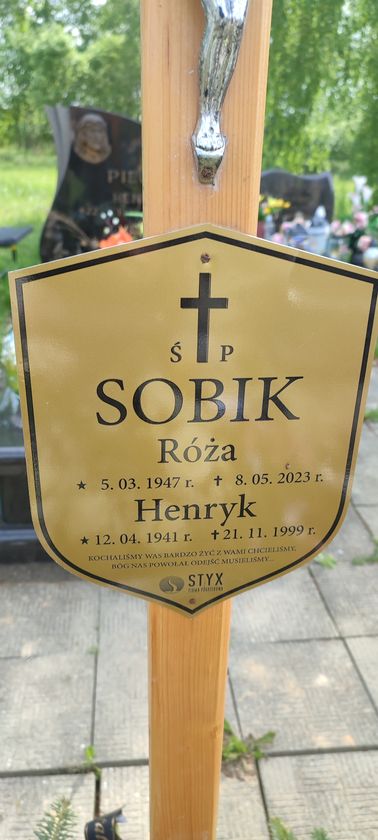 Ś P
SOBIK
Róża
★ 5. 03. 1947 r. ✝ 8. 05. 2023 r.
Henryk
★ 12. 04. 1941 r. ✝ 21. 11. 1999 r.
KOCHALIŚMY WAS BARDZO ŻYĆ Z WAMI CHCIELIŚMY,
BÓG NAS POWOŁAŁ ODEJŚĆ MUSIELIŚMY...
STYX